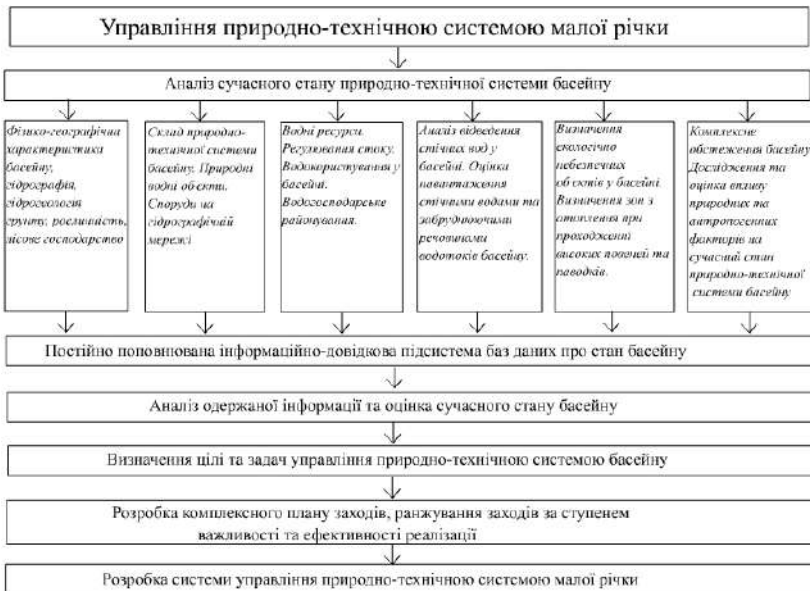 Управління природно-технічною системою малої річки
Аналіз сучасного стану природно-технічної системи басейну
Фізико-географічна
характеристика
басейну,
гідрографія,
гідрогеологія
грунту, рослинність,
лісове господарство
Склад природно-
технічної системи
басейну. Природні
водні об'єкти.
Споруди на
гідрографічній
мережі
Водні ресурси.
Регулювання стоку.
Водокористування у
басейні.
Водогосподарське
районування.
Аналіз відведення
стічних вод у
басейні. Оцінка
навантаження
стічними водами та
забруднюючими
речовинами
водотоків басейну.
Визначення
екологічно
небезпечних
об'єктів у басейні.
Визначення зон з
атоплення при
проходженні
високих повеней та
паводків.
Комплексне
обстеження басейну
Дослідження та
оцінка впливу
природних та
антропогенних
факторів на
сучасний стан
природно-технічної
системи басейну
Постійно поповнювана інформаційно-довідкова підсистема баз даних про стан басейну
Аналіз одержаної інформації та оцінка сучасного стану басейну
Визначення цілі та задач управління природно-технічною системою басейну
Розробка комплексного плану заходів, ранжування заходів за ступенем
важливості та ефективності реалізації
Розробка системи управління природно-технічною системою малої річки